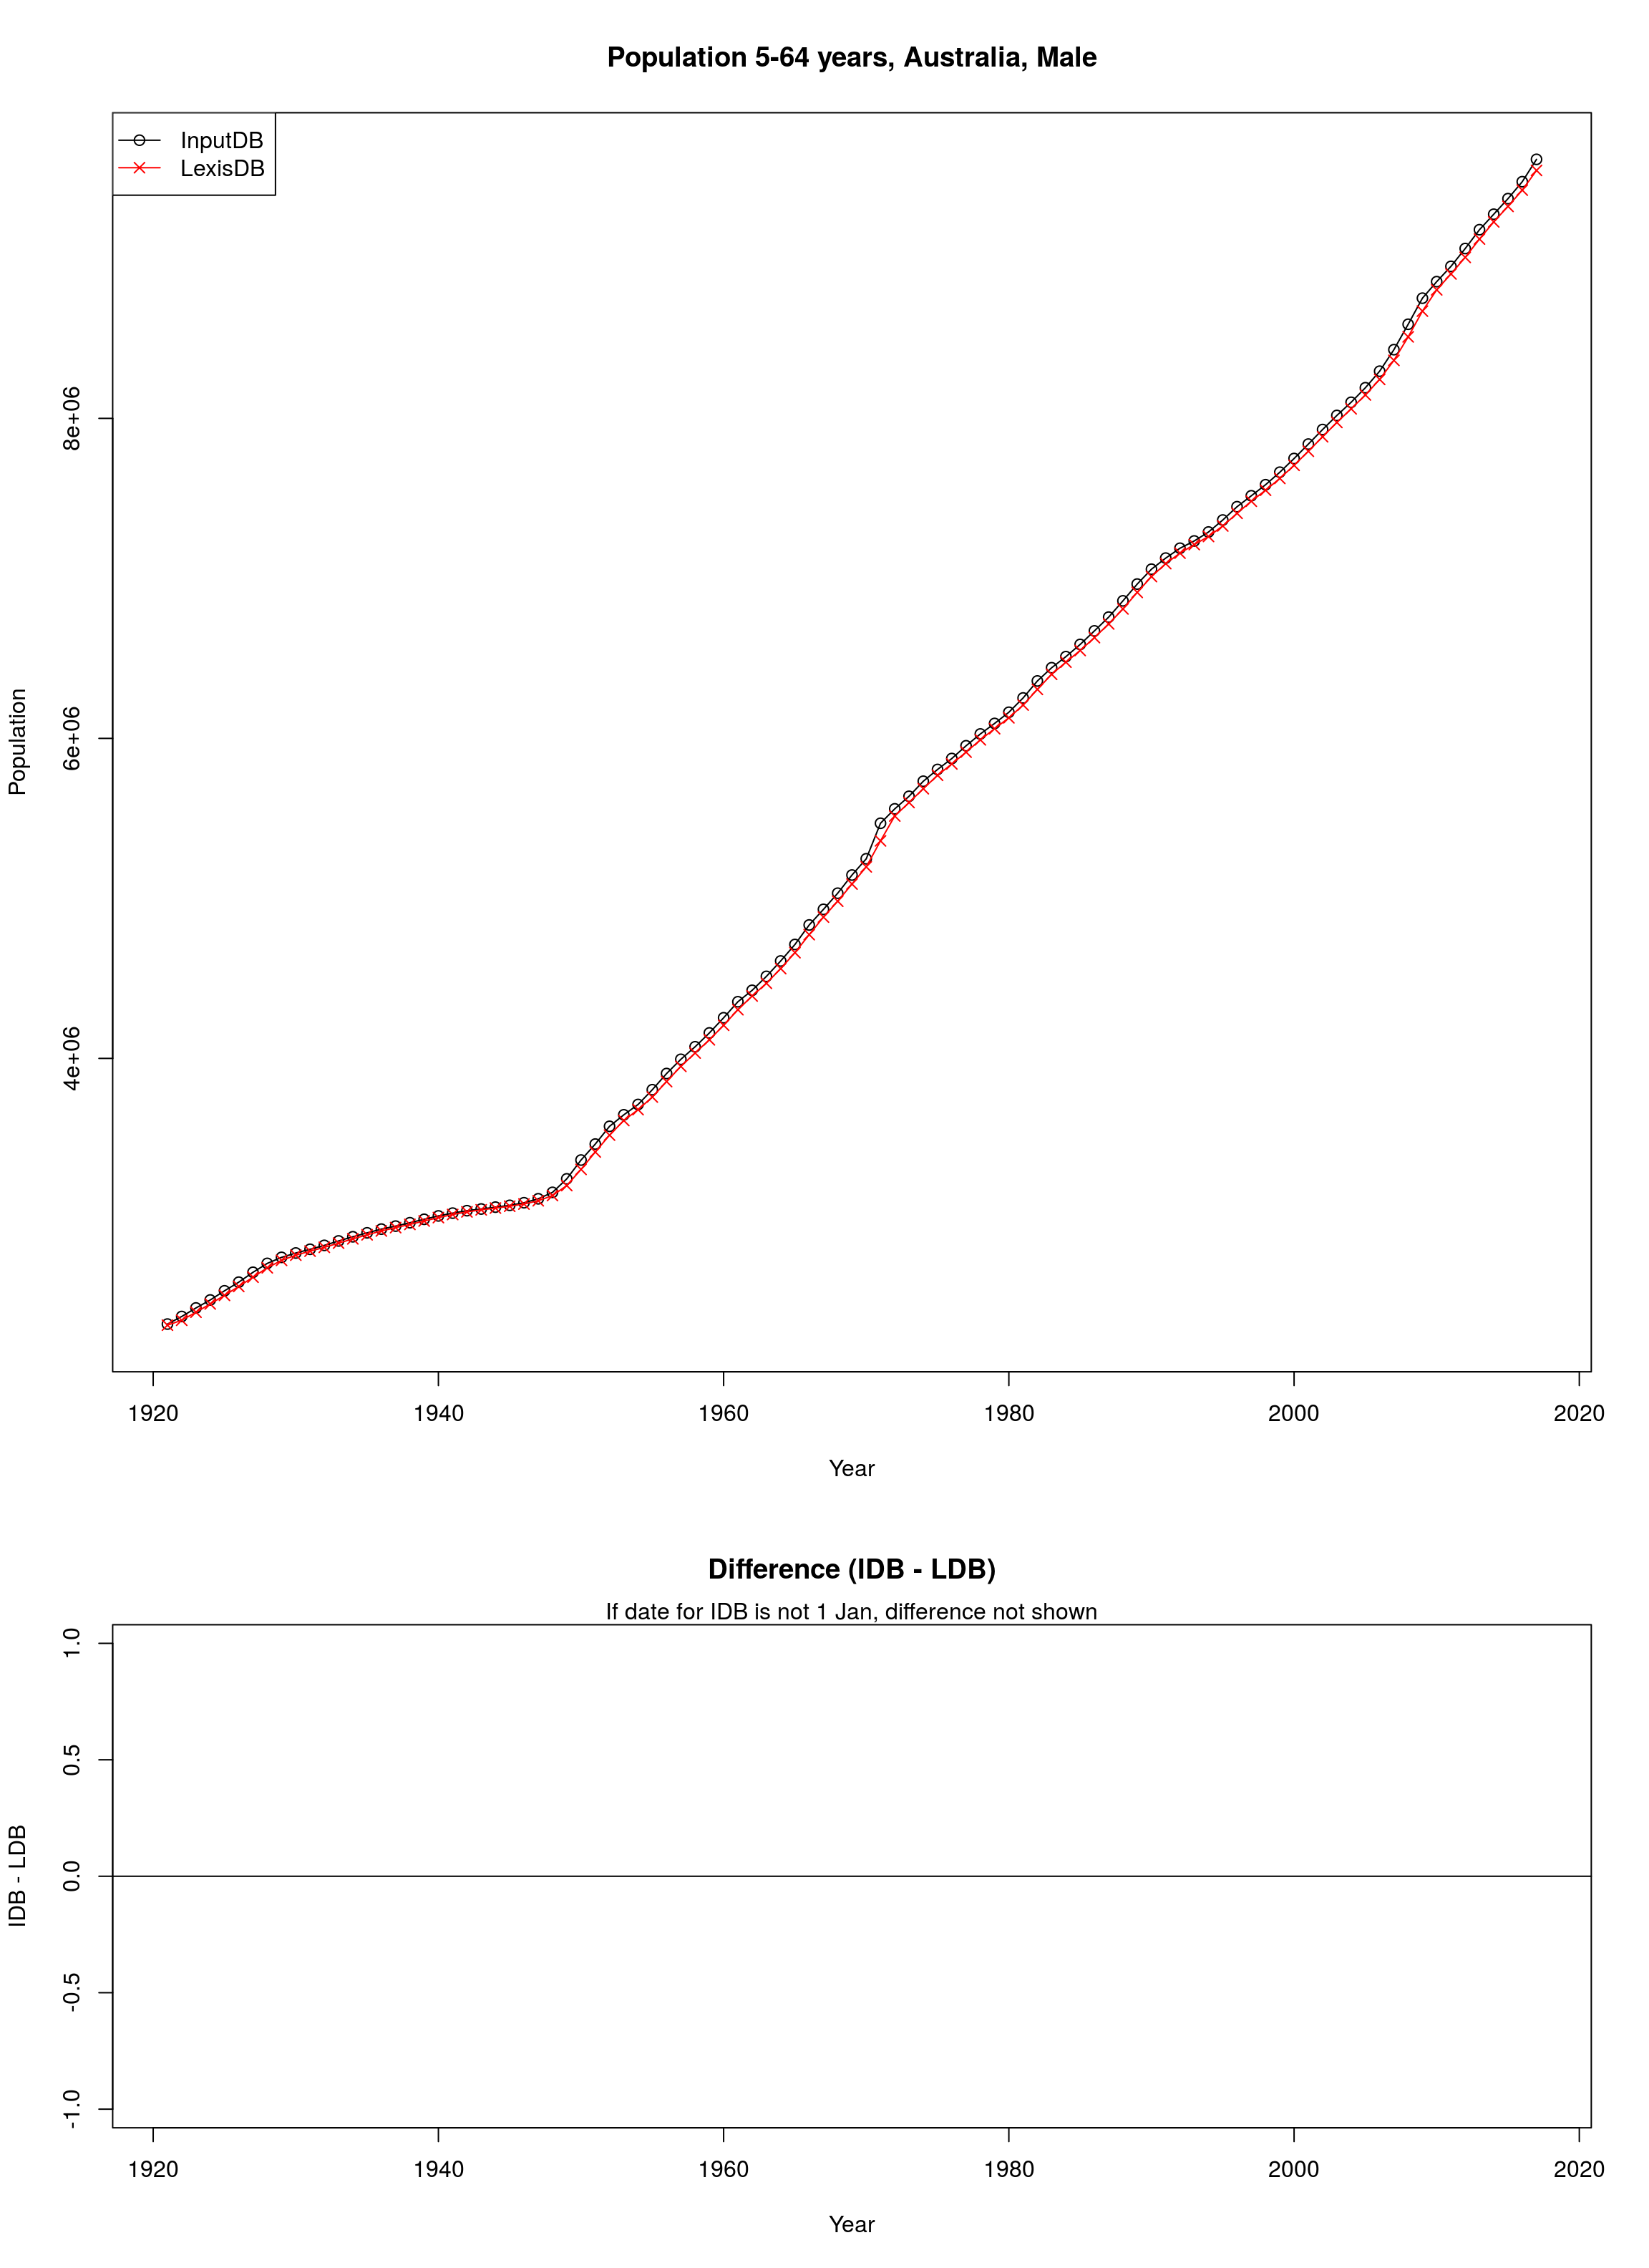 Population 5-64 years, Australia, Male
InputDB
LexisDB
8e+06
6e+06
4e+06
Population
1920 1940 1960 1980 2000 2020
Year
Difference (IDB - LDB)
If date for IDB is not 1 Jan, difference not shown
1.0
0.5
0.0
-0.5
-1.0
IDB - LDB
1920 1940 1960 1980 2000 2020
Year